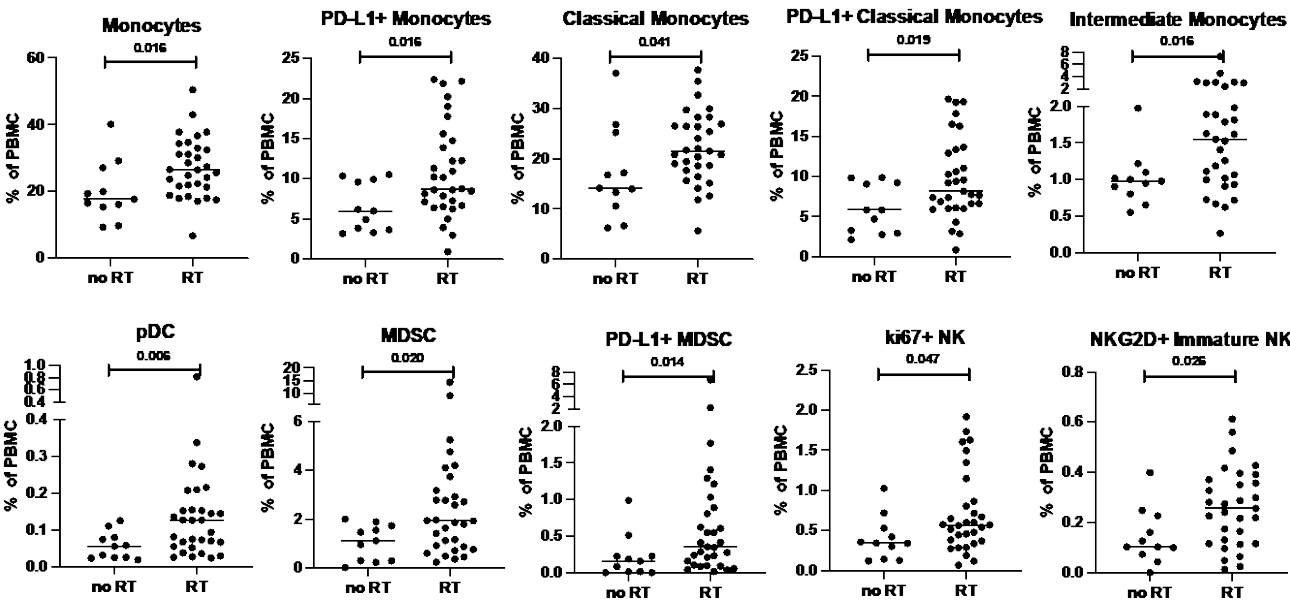 Monocytes
0.016
% of PBMC
60
40
20
0
no RT
RT
PD-L1+ Monocytes
0.016
% of PBMC
25
20
15
10
5
0
no RT
RT
Classical Monocytes
0.041
% of PBMC
40
30
20
10
0
no RT
RT
PD-L1+ Classical Monocytes
0.019
% of PBMC
25
20
15
10
5
0
no RT
RT
Intermediate Monocytes
0.016
% of PBMC
8
6
4
2
2.0
1.5
1.0
0.5
0.0
no RT
RT
pDC
0.006
% of PBMC
1.0
0.8
0.6
0.4
0.4
0.3
0.2
0.1
0.0
no RT
RT
MDSC
0.020
% of PBMC
20
15
10
6
4
2
0
no RT
RT
PD-L1+ MDSC
0.014
% of PBMC
8
6
4
2
2.0
1.5
1.0
0.5
0.0
no RT
RT
ki67+ NK
0.047
% of PBMC
2.5
2.0
1.5
1.0
0.5
0.0
no RT
RT
NKG2D+ Immature NK
0.026
% of PBMC
0.8
0.6
0.4
0.2
0.0
no RT
RT